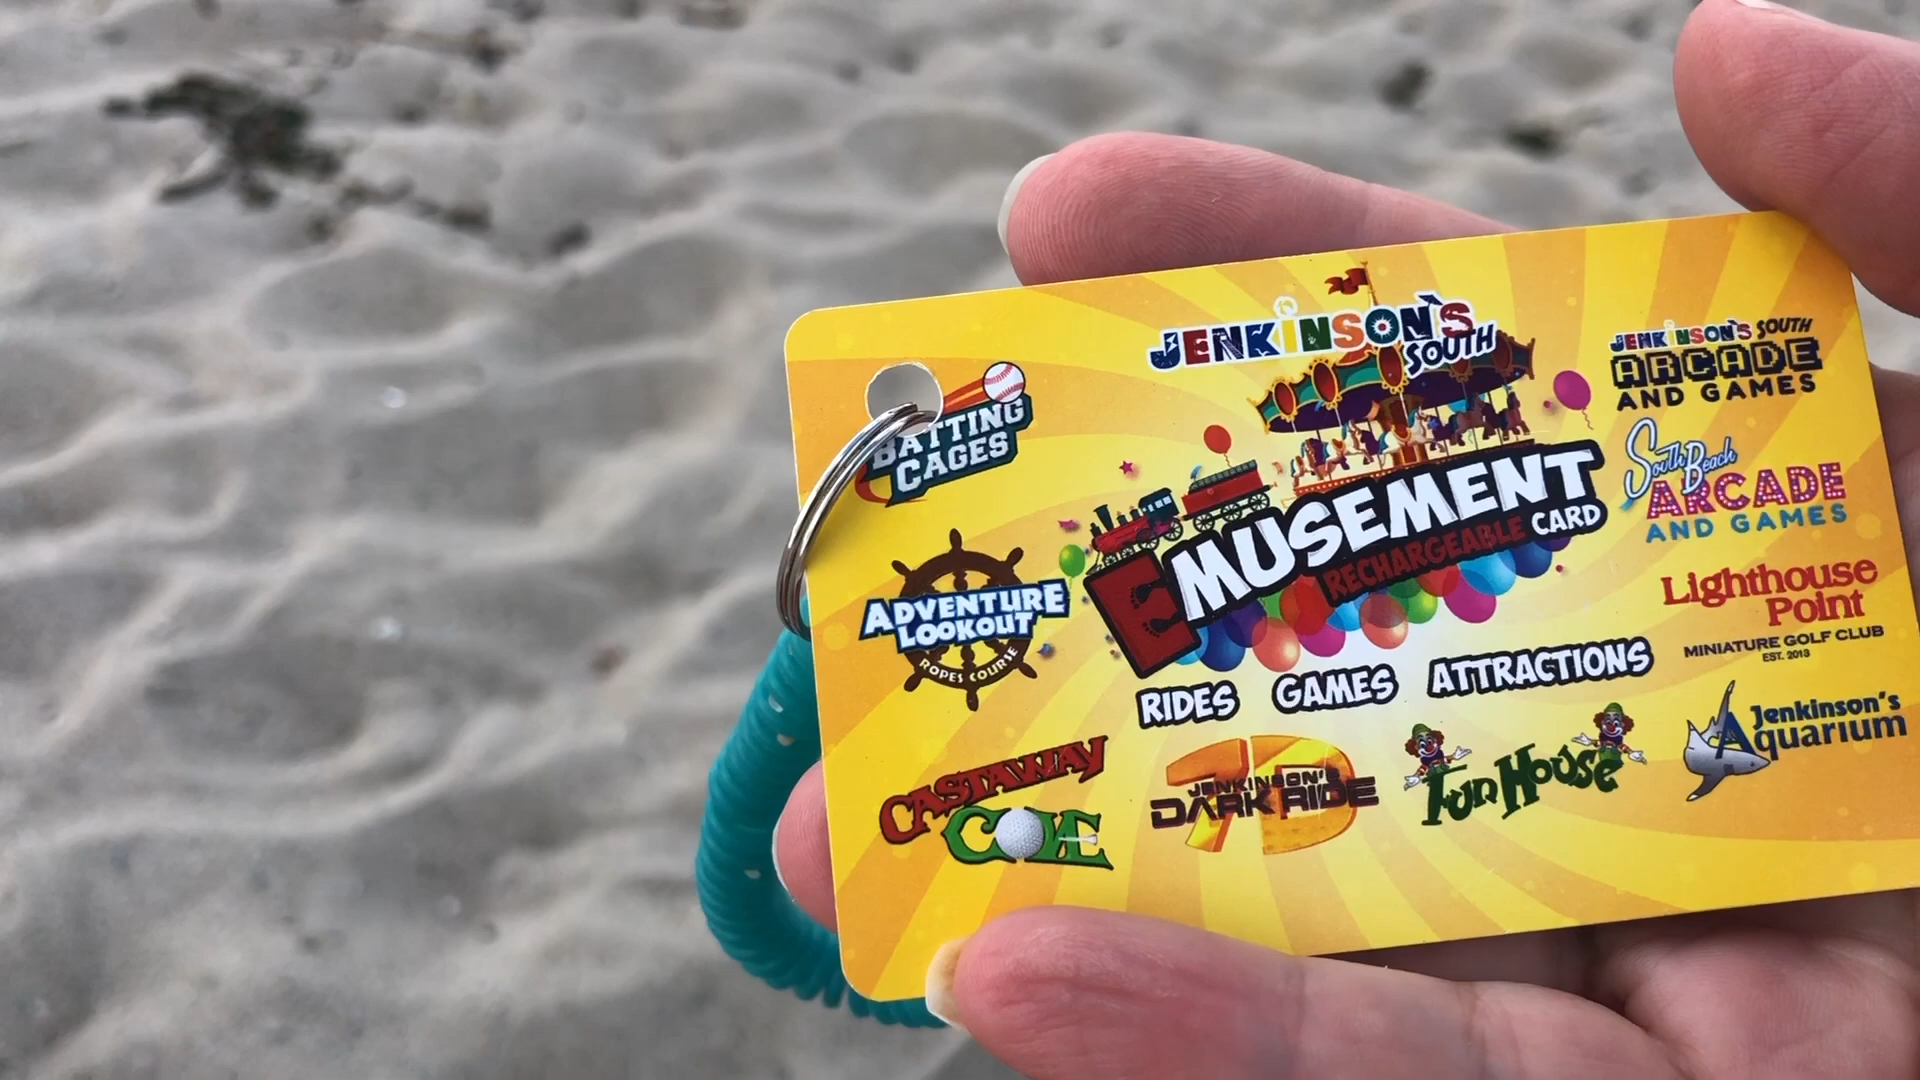 JENKINSON'S
SOUTH
EMUSEMENT
RECHARGEABLE CARD
RIDES GAMES ATTRACTIONS
BATTING
CAGES
ADVENTURE
LOOKOUT
ROPES COURSE
CASTAWAY
COVE
7D
JENKINSON'S
DARK RIDE
FUN HOUSE
JENKINSON'S SOUTH
ARCADE
AND GAMES
South Beach
ARCADE
AND GAMES
Lighthouse
Point
MINIATURE GOLF CLUB
EST. 2013
Jenkinson's
Aquarium